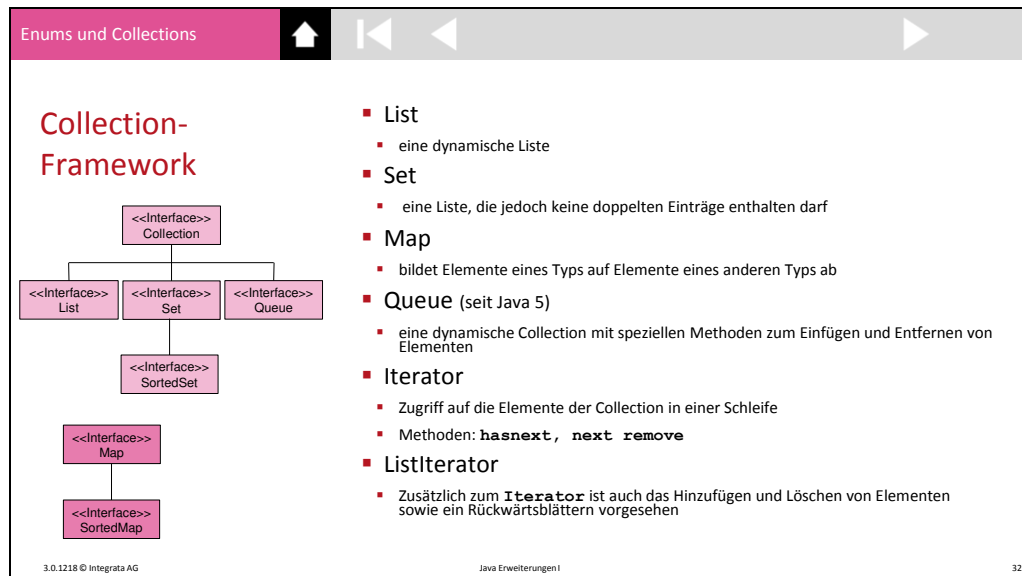 Enums und Collections
Collection-
Framework
<<Interface>>
Collection
<<Interface>>
List
<<Interface>>
Set
<<Interface>>
Queue
<<Interface>>
SortedSet
<<Interface>>
Map
<<Interface>>
SortedMap
List
eine dynamische Liste
Set
eine Liste, die jedoch keine doppelten Einträge enthalten darf
Map
bildet Elemente eines Typs auf Elemente eines anderen Typs ab
Queue (seit Java 5)
eine dynamische Collection mit speziellen Methoden zum Einfügen und Entfernen von
Elementen
Iterator
Zugriff auf die Elemente der Collection in einer Schleife
Methoden: hasnext, next remove
ListIterator
Zusätzlich zum Iterator ist auch das Hinzufügen und Löschen von Elementen
sowie ein Rückwärtsblättern vorgesehen
3.0.1218 © Integrata AG
Java Erweiterungen I
32